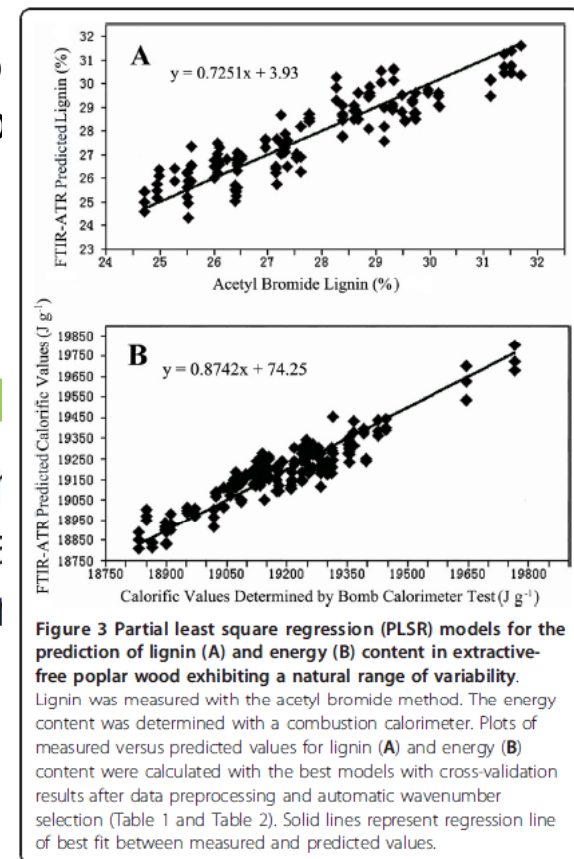 32
31
30
29
28
27
26
25
24
23
FTIR-ATR Predicted Lignin (%)
A
y = 0.7251x + 3.93
24 25 26 27 28 29 30 31 32
Acetyl Bromide Lignin (%)
19850
19750
19650
19550
19450
19350
19250
19150
19050
18950
18850
18750
FTIR-ATR Predicted Calorific Values (J g⁻¹)
B
y = 0.8742x + 74.25
18750 18900 19050 19200 19350 19500 19650 19800
Calorific Values Determined by Bomb Calorimeter Test (J g⁻¹)
Figure 3 Partial least square regression (PLSR) models for the
prediction of lignin (A) and energy (B) content in extractive-
free poplar wood exhibiting a natural range of variability.
Lignin was measured with the acetyl bromide method. The energy
content was determined with a combustion calorimeter. Plots of
measured versus predicted values for lignin (A) and energy (B)
content were calculated with the best models with cross-validation
results after data preprocessing and automatic wavenumber
selection (Table 1 and Table 2). Solid lines represent regression line
of best fit between measured and predicted values.